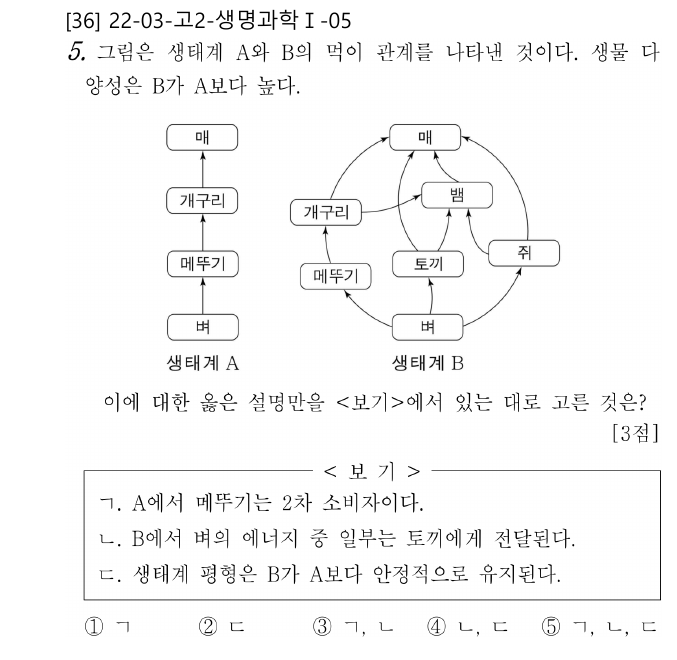 [36] 22-03-고2-생명과학Ⅰ-05
5. 그림은 생태계 A와 B의 먹이 관계를 나타낸 것이다. 생물 다
양성은 B가 A보다 높다.
매
개구리
메뚜기
벼
생태계 A
매
뱀
개구리
쥐
토끼
메뚜기
벼
생태계 B
이에 대한 옳은 설명만을 <보기>에서 있는 대로 고른 것은?
[3점]
< 보 기 >
ㄱ. A에서 메뚜기는 2차 소비자이다.
ㄴ. B에서 벼의 에너지 중 일부는 토끼에게 전달된다.
ㄷ. 생태계 평형은 B가 A보다 안정적으로 유지된다.
① ㄱ ② ㄷ ③ ㄱ, ㄴ ④ ㄴ, ㄷ ⑤ ㄱ, ㄴ, ㄷ